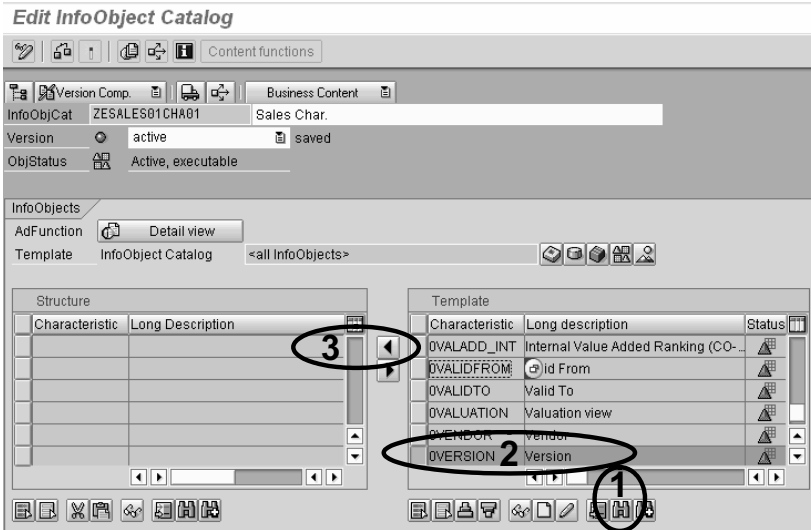 Edit InfoObject Catalog
Content functions
Version Comp. Business Content
InfoObjCat ZESALES01CHA01 Sales Char.
Version active saved
ObjStatus Active, executable
InfoObjects
AdFunction Detail view
Template InfoObject Catalog <all InfoObjects>
Structure
Characteristic Long Description
3
Template
Characteristic Long description Status
0VALADD_INT Internal Value Added Ranking (CO-...
0VALIDFROM id From
0VALIDTO Valid To
0VALUATION Valuation view
0VENDOR Vendor
0VERSION 2 Version
1